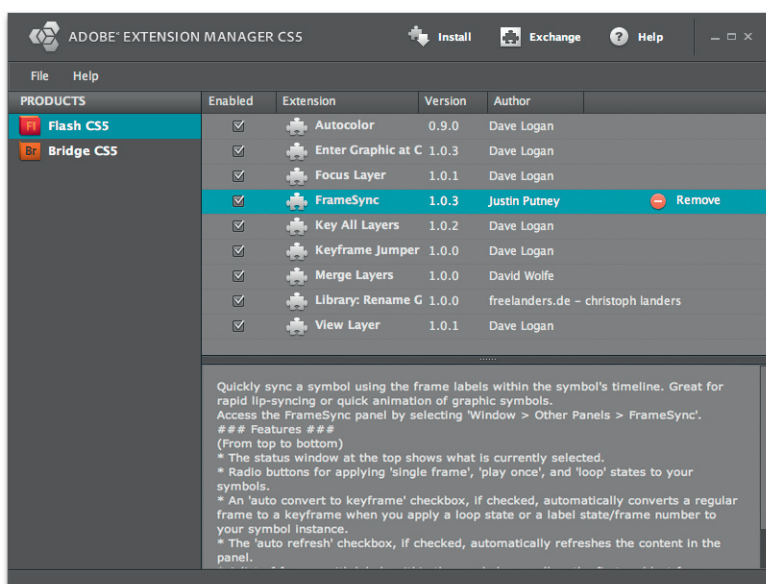 ADOBE® EXTENSION MANAGER CS5
Install
Exchange
Help
File Help
PRODUCTS
Enabled Extension Version Author
Fl Flash CS5
Br Bridge CS5
Autocolor 0.9.0 Dave Logan
Enter Graphic at C 1.0.3 Dave Logan
Focus Layer 1.0.1 Dave Logan
FrameSync 1.0.3 Justin Putney Remove
Key All Layers 1.0.2 Dave Logan
Keyframe Jumper 1.0.0 Dave Logan
Merge Layers 1.0.0 David Wolfe
Library: Rename G 1.0.0 freelanders.de – christoph landers
View Layer 1.0.1 Dave Logan
Quickly sync a symbol using the frame labels within the symbol's timeline. Great for
rapid lip-syncing or quick animation of graphic symbols.
Access the FrameSync panel by selecting 'Window > Other Panels > FrameSync'.
### Features ###
(From top to bottom)
* The status window at the top shows what is currently selected.
* Radio buttons for applying 'single frame', 'play once', and 'loop' states to your
symbols.
* An 'auto convert to keyframe' checkbox, if checked, automatically converts a regular
frame to a keyframe when you apply a loop state or a label state/frame number to
your symbol instance.
* The 'auto refresh' checkbox, if checked, automatically refreshes the content in the
panel.